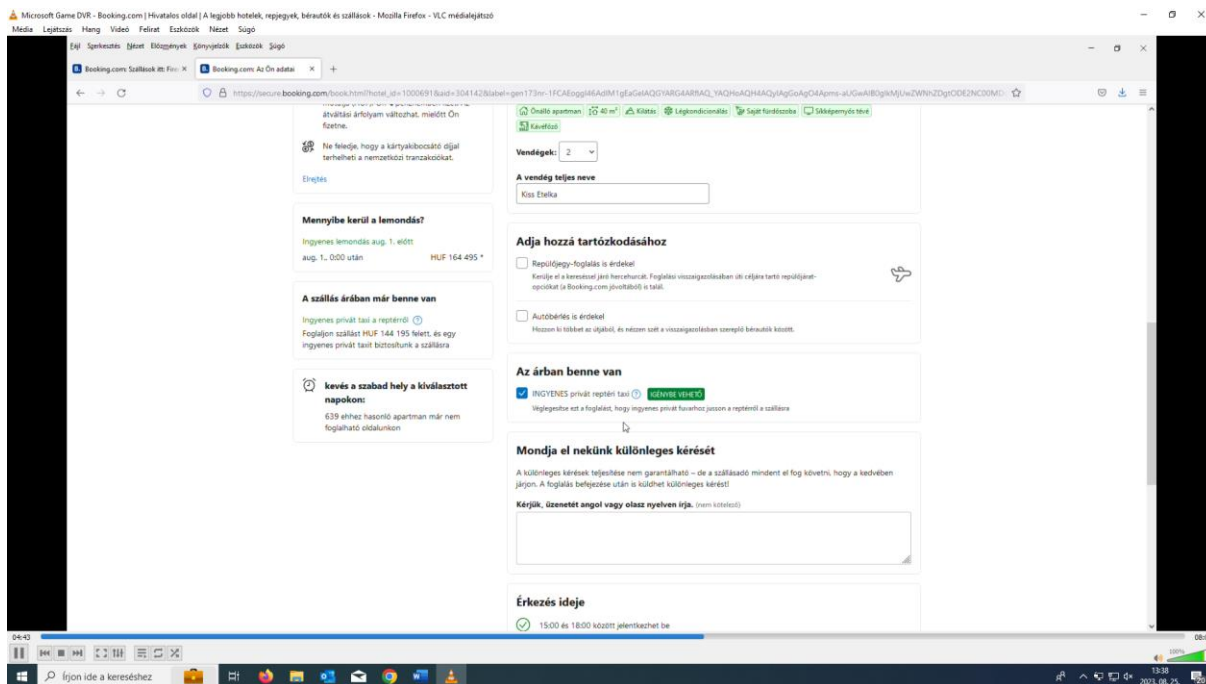 Microsoft Game DVR - Booking.com | Hivatalos oldal | A legjobb hotelek, repjegyek, bérautók és szállások - Mozilla Firefox - VLC médialejátszó
Média Lejátszás Hang Videó Felirat Eszközök Nézet Súgó
Fájl Szerkesztés Nézet Előzmények Könyvjelzők Eszközök Súgó
Booking.com: Szállások itt: Fire
Booking.com: Az Ön adatai
átváltási árfolyam változhat, mielőtt Ön
fizetne.
Ne feledje, hogy a kártyakibocsátó díjjal
terhelheti a nemzetközi tranzakciókat.
Elrejtés
Mennyibe kerül a lemondás?
Ingyenes lemondás aug. 1. előtt
aug. 1., 0:00 után HUF 164 495 *
A szállás árában már benne van
Ingyenes privát taxi a reptérről
Foglaljon szállást HUF 144 195 felett, és egy
ingyenes privát taxit biztosítunk a szállásra
kevés a szabad hely a kiválasztott
napokon:
639 ehhez hasonló apartman már nem
foglalható oldalunkon
Önálló apartman 40 m² Kilátás Légkondicionálás Saját fürdőszoba Síkképernyős tévé
Kávéfőző
Vendégek: 2
A vendég teljes neve
Kiss Etelka
Adja hozzá tartózkodásához
Repülőjegy-foglalás is érdekel
Kerülje el a kereséssel járó hercehurcát. Foglalási visszaigazolásában úti céljára tartó repülőjárat-
opciókat (a Booking.com jóvoltából) is talál.
Autóbérlés is érdekel
Hozzon ki többet az útjából, és nézzen szét a visszaigazolásban szereplő bérautók között.
Az árban benne van
INGYENES privát reptéri taxi IGÉNYBE VEHETŐ
Véglegesítse ezt a foglalást, hogy ingyenes privát fuvarhoz jusson a reptérről a szállásra
Mondja el nekünk különleges kérését
A különleges kérések teljesítése nem garantálható – de a szállásadó mindent el fog követni, hogy a kedvében
járjon. A foglalás befejezése után is küldhet különleges kérést!
Kérjük, üzenetét angol vagy olasz nyelven írja. (nem kötelező)
Érkezés ideje
15:00 és 18:00 között jelentkezhet be
04:43
100%
Írjon ide a kereséshez
13:38
2023. 08. 25.